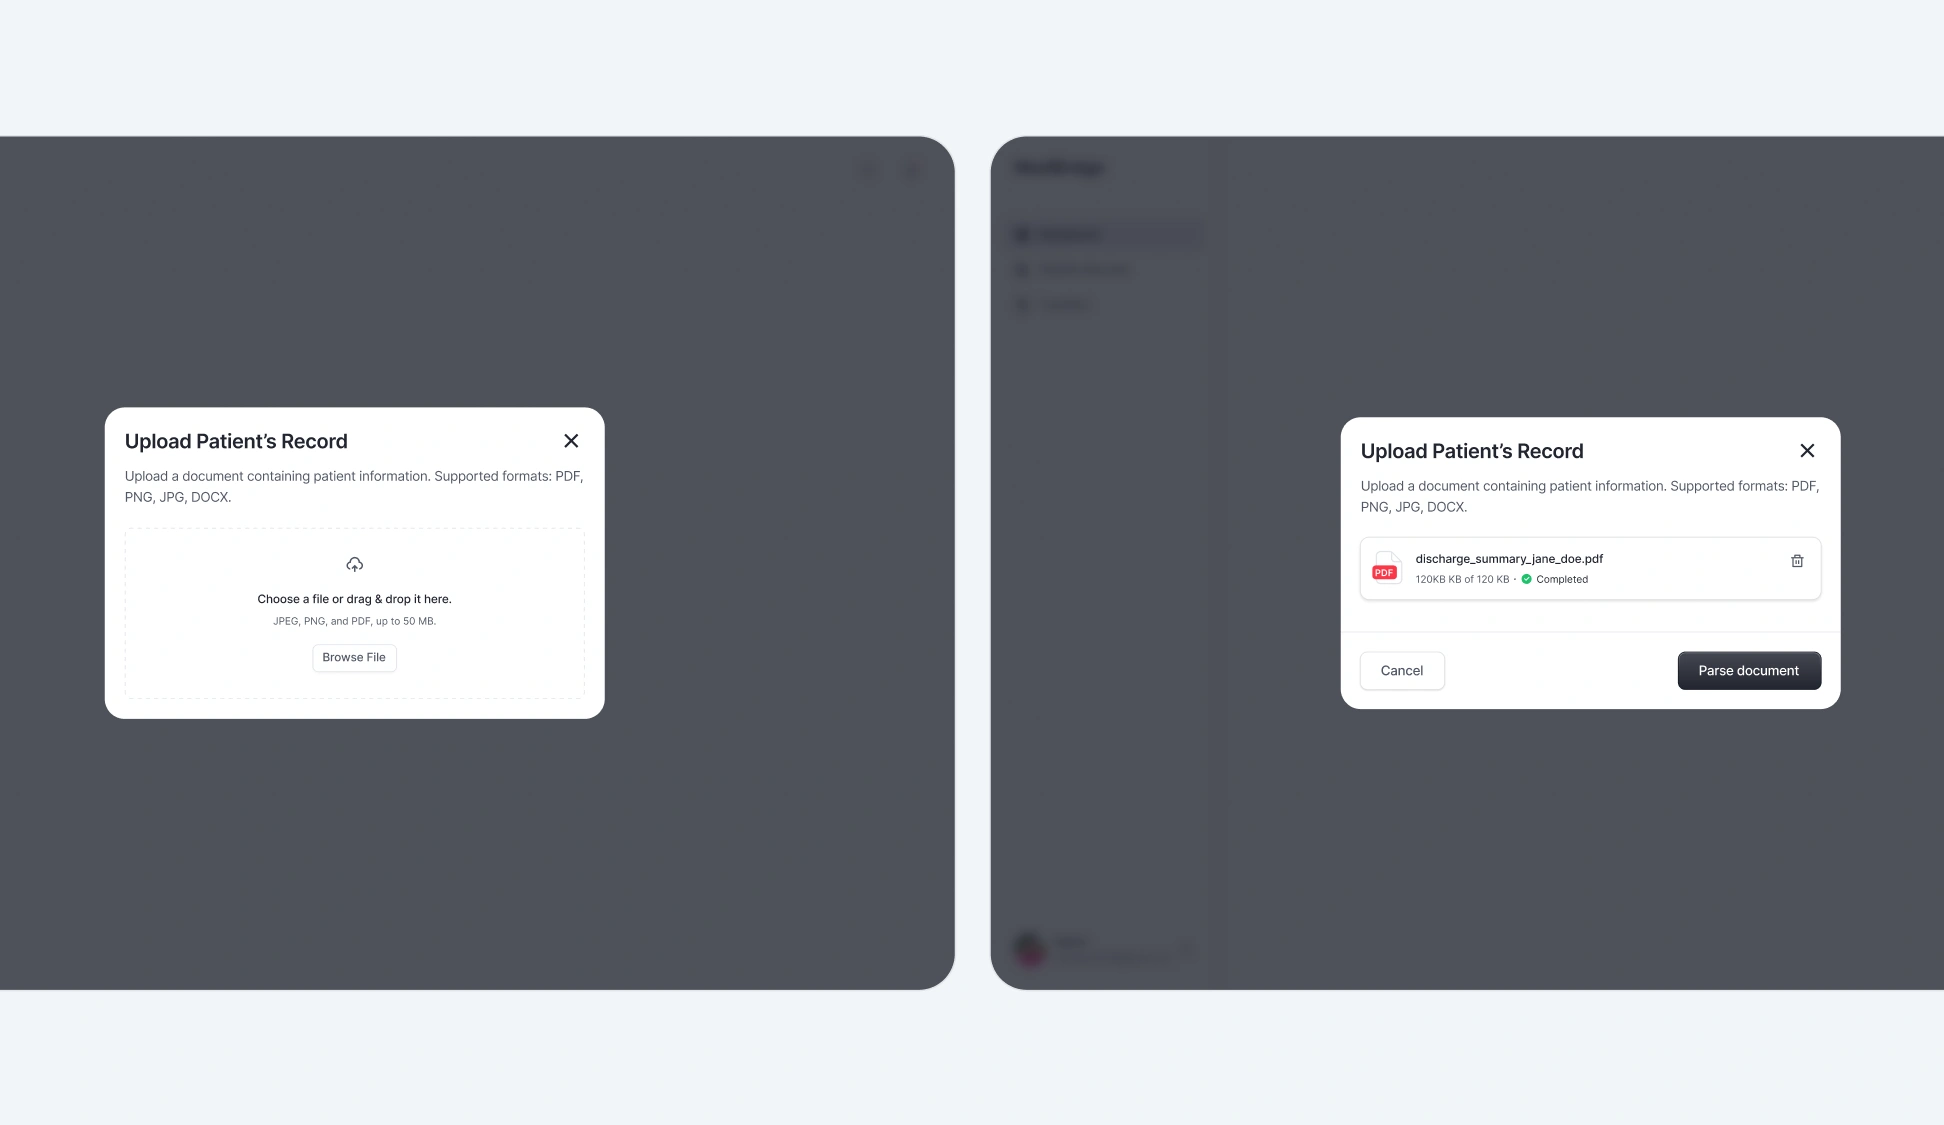 Upload Patient’s Record
Upload a document containing patient information. Supported formats: PDF,
PNG, JPG, DOCX.
Choose a file or drag & drop it here.
JPEG, PNG, and PDF, up to 50 MB.
Browse File
Upload Patient’s Record
Upload a document containing patient information. Supported formats: PDF,
PNG, JPG, DOCX.
PDF
discharge_summary_jane_doe.pdf
120KB KB of 120 KB • Completed
Cancel
Parse document